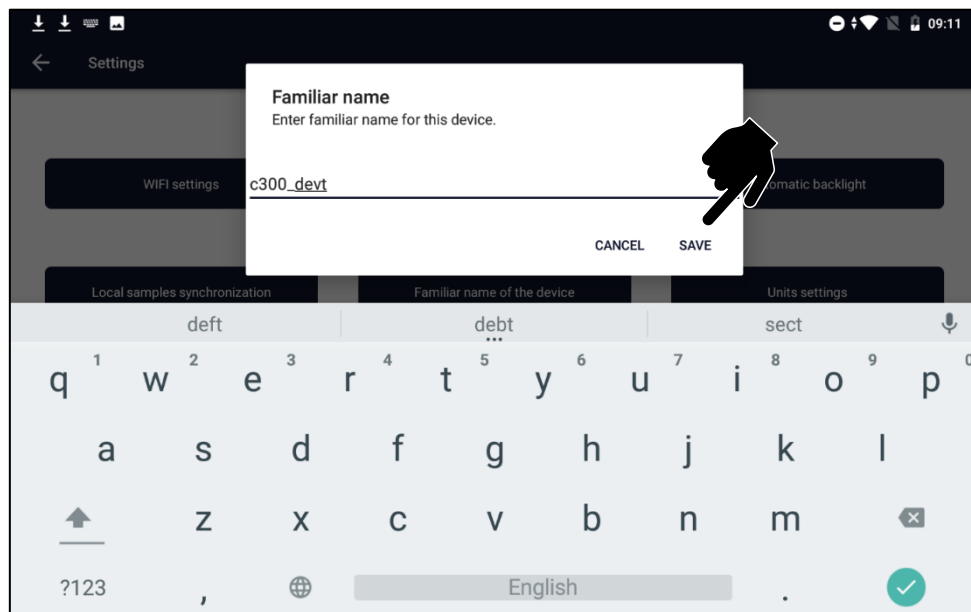 09:11
Settings
Familiar name
Enter familiar name for this device.
WIFI settings
c300_devt
omatic backlight
CANCEL SAVE
Local samples synchronization
Familiar name of the device
Units settings
deft debt sect
q 1 w 2 e 3 r 4 t 5 y 6 u 7 i 8 o 9 p 0
a s d f g h j k l
z x c v b n m
?123 , English .